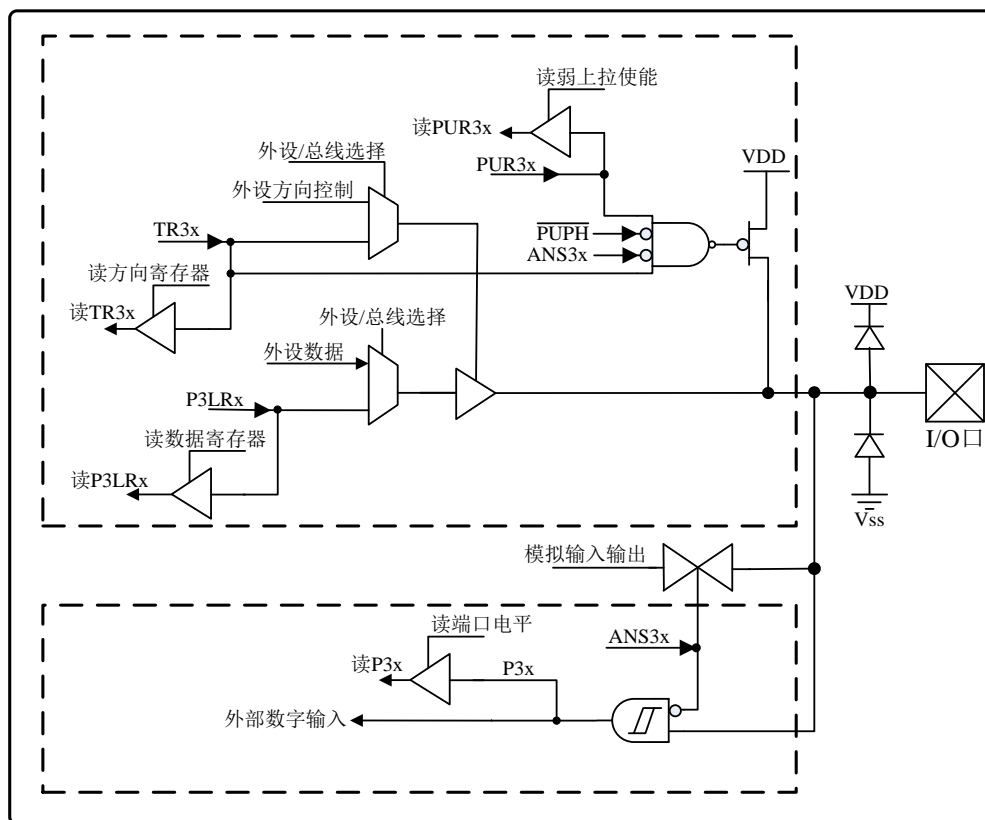 读弱上拉使能
读PUR3x
外设/总线选择
VDD
PUR3x
外设方向控制
TR3x
PUPH
ANS3x
读方向寄存器
读TR3x
外设/总线选择
VDD
外设数据
P3LRx
I/O口
读数据寄存器
读P3LRx
Vss
模拟输入输出
读端口电平
ANS3x
读P3x
P3x
外部数字输入